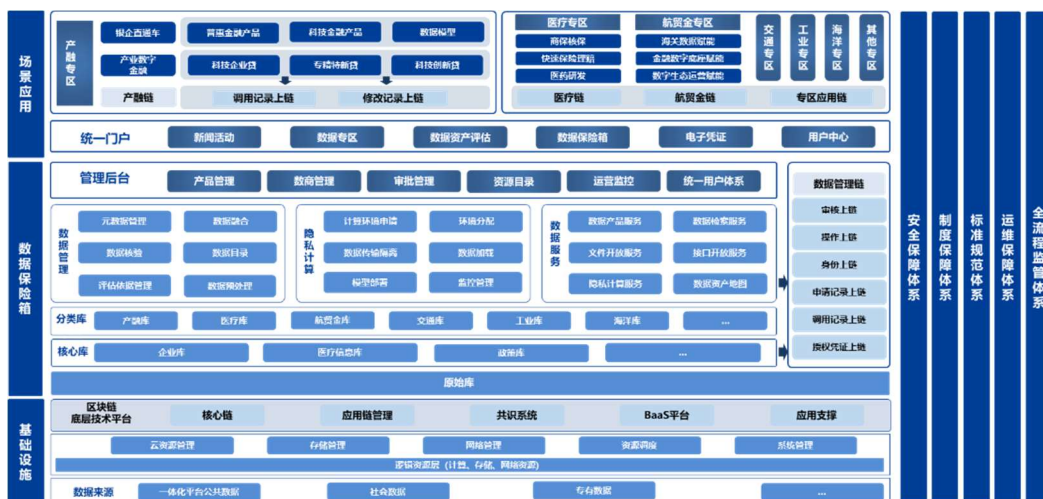 场景应用
产融专区
银企直通车
普惠金融产品
科技金融产品
数据模型
产业数字金融
科技企业贷
专精特新贷
科技创新贷
产融链
调用记录上链
修改记录上链
医疗专区
商保核保
快速保险理赔
医药研发
航贸金专区
海关数据赋能
金融数字底座赋能
数字生态运营赋能
交通专区
工业专区
海洋专区
其他专区
医疗链
航贸金链
专区应用链
统一门户
新闻活动
数据专区
数据资产评估
数据保险箱
电子凭证
用户中心
数据保险箱
管理后台
产品管理
数商管理
审批管理
资源目录
运营监控
统一用户体系
数据管理
元数据管理
数据融合
数据核验
数据目录
评估依据管理
数据预处理
隐私计算
计算环境申请
环境分配
数据传输隔离
数据加载
模型部署
监控管理
数据服务
数据产品服务
数据检索服务
文件开放服务
接口开放服务
隐私计算服务
数据资产地图
数据管理链
审核上链
操作上链
身份上链
申请记录上链
调用记录上链
授权凭证上链
分类库
产融库
医疗库
航贸金库
交通库
工业库
海洋库
...
核心库
企业库
医疗信息库
政策库
...
原始库
基础设施
区块链
底层技术平台
核心链
应用链管理
共识系统
BaaS平台
应用支撑
云资源管理
存储管理
网络管理
资源调度
系统管理
逻辑资源层（计算、存储、网络资源）
数据来源
一体化平台公共数据
社会数据
专有数据
...
安全保障体系
制度保障体系
标准规范体系
运维保障体系
全流程监管体系